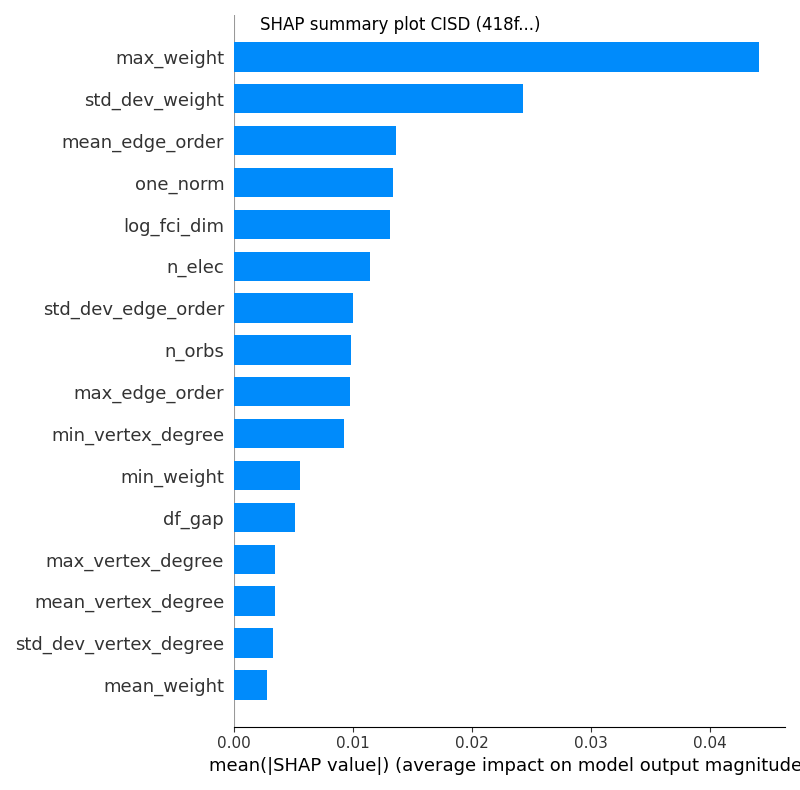 SHAP summary plot CISD (418f...)
max_weight
std_dev_weight
mean_edge_order
one_norm
log_fci_dim
n_elec
std_dev_edge_order
n_orbs
max_edge_order
min_vertex_degree
min_weight
df_gap
max_vertex_degree
mean_vertex_degree
std_dev_vertex_degree
mean_weight
0.00 0.01 0.02 0.03 0.04
mean(|SHAP value|) (average impact on model output magnitude